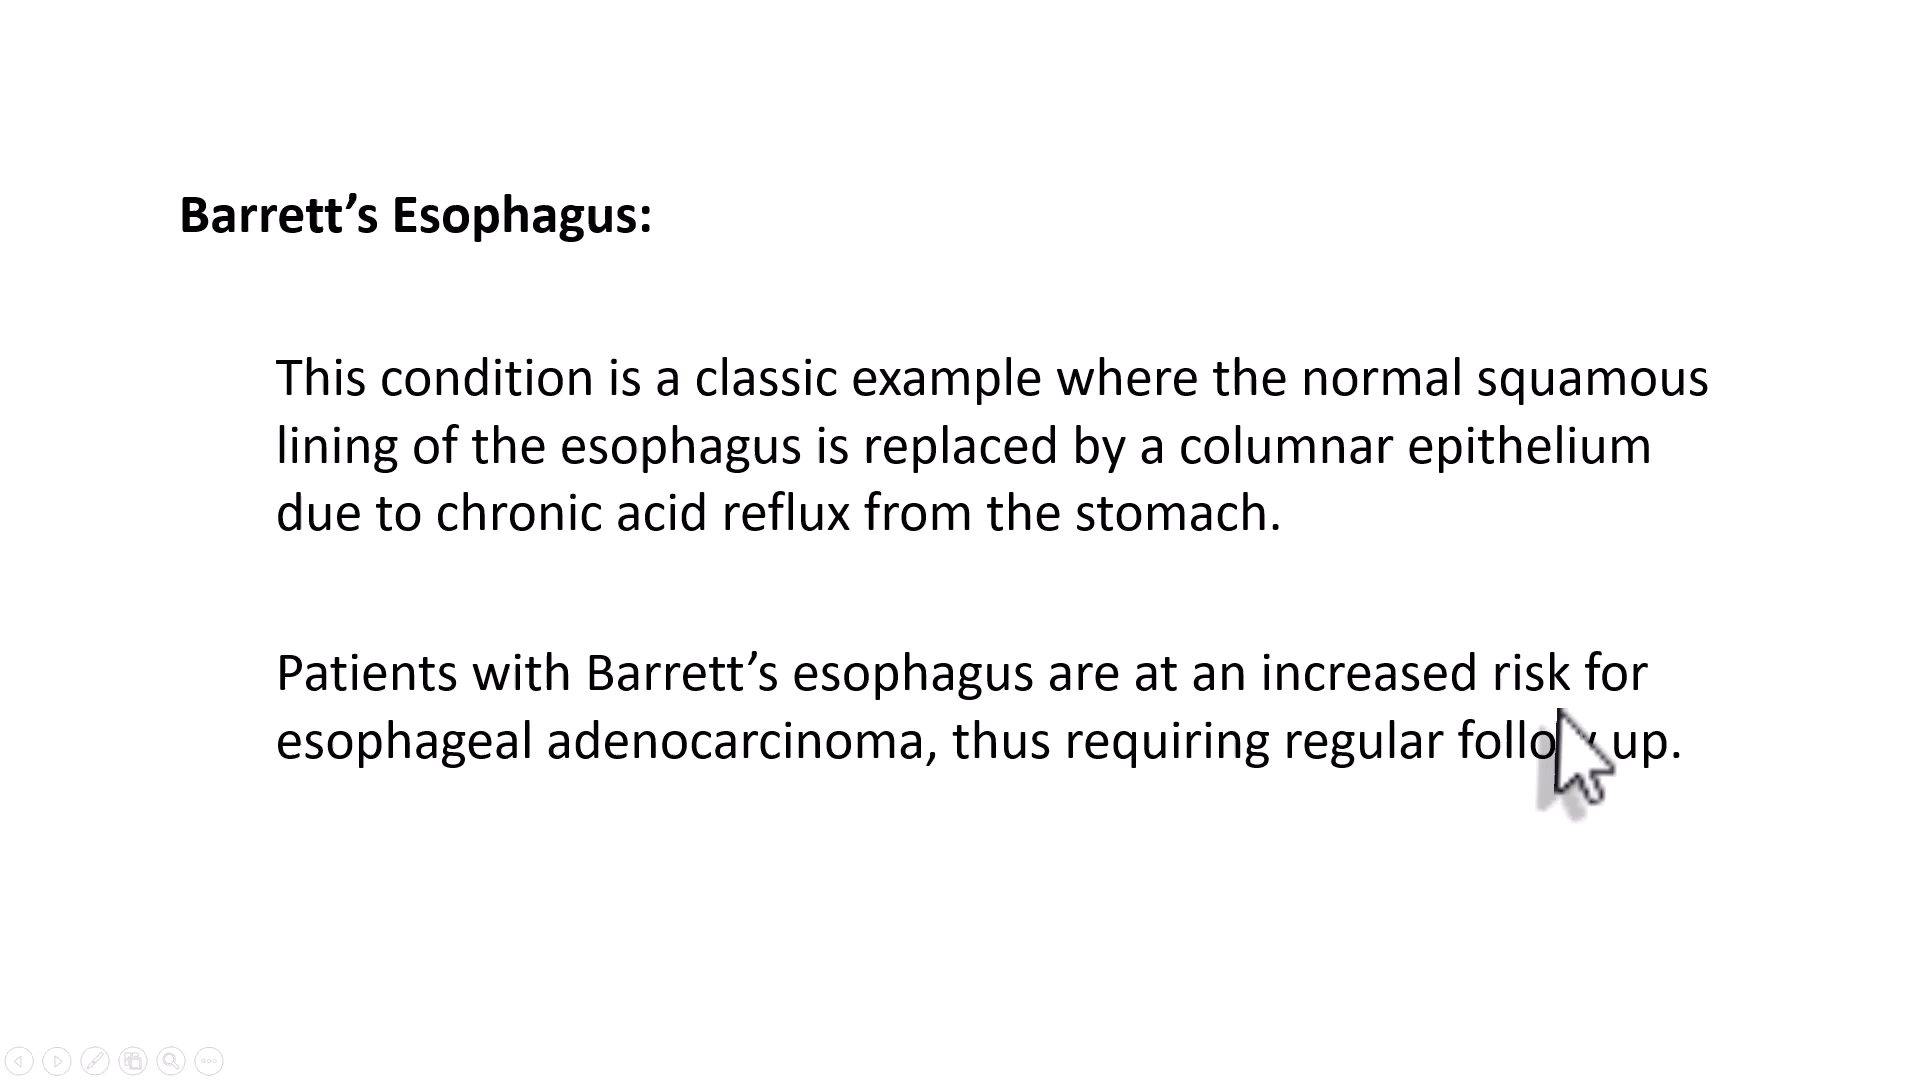 Barrett’s Esophagus:
This condition is a classic example where the normal squamous
lining of the esophagus is replaced by a columnar epithelium
due to chronic acid reflux from the stomach.
Patients with Barrett’s esophagus are at an increased risk for
esophageal adenocarcinoma, thus requiring regular follow up.